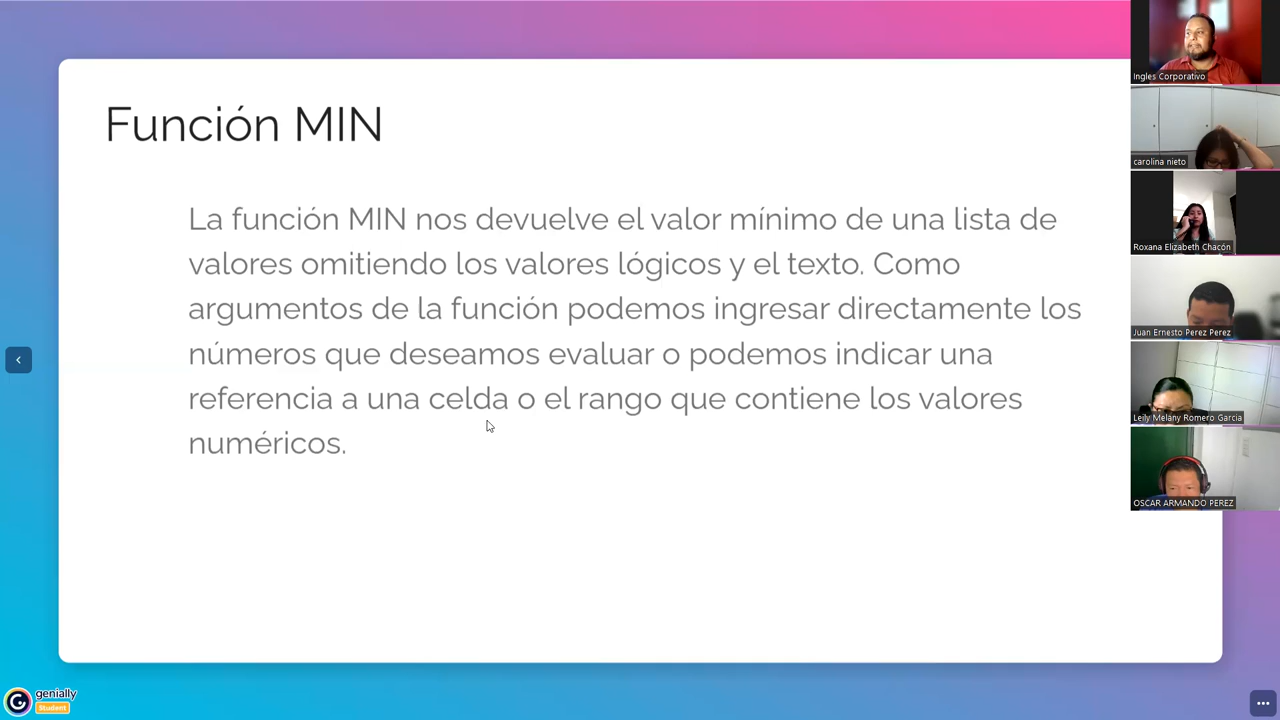 Función MIN
La función MIN nos devuelve el valor mínimo de una lista de
valores omitiendo los valores lógicos y el texto. Como
argumentos de la función podemos ingresar directamente los
números que deseamos evaluar o podemos indicar una
referencia a una celda o el rango que contiene los valores
numéricos.
Ingles Corporativo
carolina nieto
Roxana Elizabeth Chacón
Juan Ernesto Perez Perez
Leily Melany Romero Garcia
OSCAR ARMANDO PEREZ
genially
Student